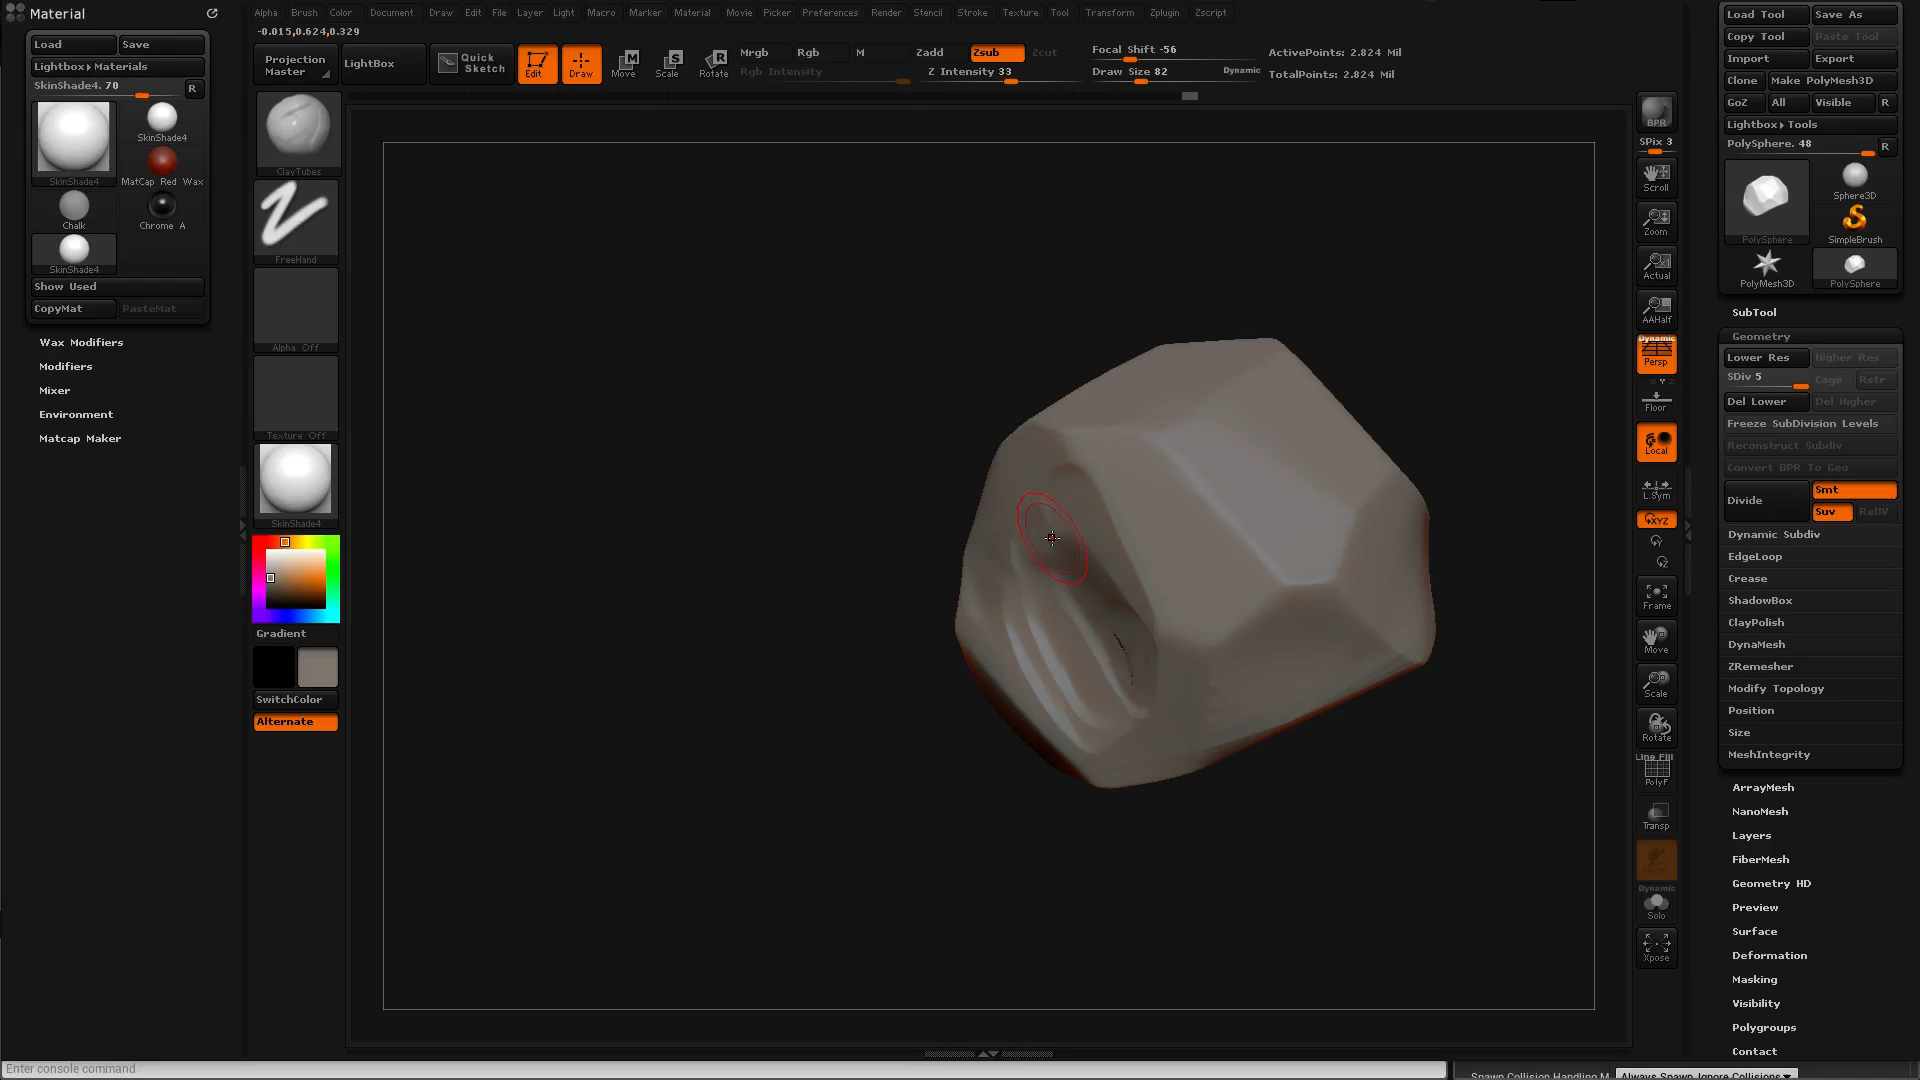 Material
Load
Save
Lightbox▸Materials
SkinShade4. 70
R
SkinShade4
SkinShade4
MatCap Red Wax
Chalk
Chrome A
SkinShade4
Show Used
CopyMat
PasteMat
Wax Modifiers
Modifiers
Mixer
Environment
Matcap Maker
Alpha Brush Color Document Draw Edit File Layer Light Macro Marker Material Movie Picker Preferences Render Stencil Stroke Texture Tool Transform Zplugin Zscript
-0.015,0.624,0.329
Projection Master
LightBox
Quick Sketch
Edit
Draw
Move
Scale
Rotate
Mrgb Rgb M
Rgb Intensity
Zadd Zsub Zcut
Z Intensity 33
Focal Shift -56
Draw Size 82
Dynamic
ActivePoints: 2.824 Mil
TotalPoints: 2.824 Mil
ClayTubes
FreeHand
Alpha Off
Texture Off
SkinShade4
Gradient
SwitchColor
Alternate
BPR
SPix 3
Scroll
Zoom
Actual
AAHalf
Dynamic
Persp
Floor
Local
L.Sym
XYZ
Frame
Move
Scale
Rotate
Line Fill
PolyF
Transp
Dynamic
Solo
Xpose
Load Tool
Save As
Copy Tool
Paste Tool
Import
Export
Clone
Make PolyMesh3D
GoZ
All
Visible
R
Lightbox▸Tools
PolySphere. 48
R
PolySphere
Sphere3D
SimpleBrush
PolyMesh3D
PolySphere
SubTool
Geometry
Lower Res
Higher Res
SDiv 5
Cage
Rstr
Del Lower
Del Higher
Freeze SubDivision Levels
Reconstruct Subdiv
Convert BPR To Geo
Divide
Smt
Suv
ReUV
Dynamic Subdiv
EdgeLoop
Crease
ShadowBox
ClayPolish
DynaMesh
ZRemesher
Modify Topology
Position
Size
MeshIntegrity
ArrayMesh
NanoMesh
Layers
FiberMesh
Geometry HD
Preview
Surface
Deformation
Masking
Visibility
Polygroups
Contact
Enter console command
Spawn Collision Handling M
Always Spawn, Ignore Collisions